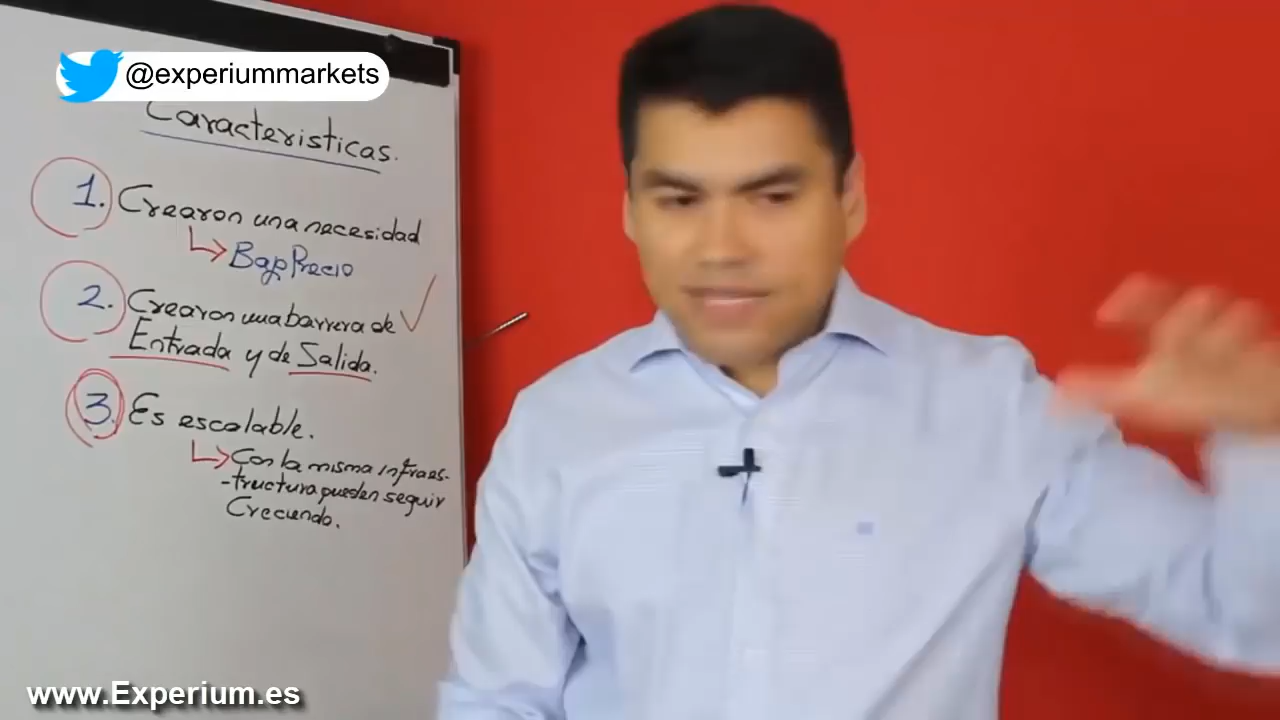 @experiummarkets
Caracteristicas.
1. Crearon una necesidad
Bajo Precio
2. Crearon una barrera de
Entrada y de Salida.
3. Es escalable.
Con la misma infraes-
-tructura pueden seguir
Creciendo.
www.Experium.es